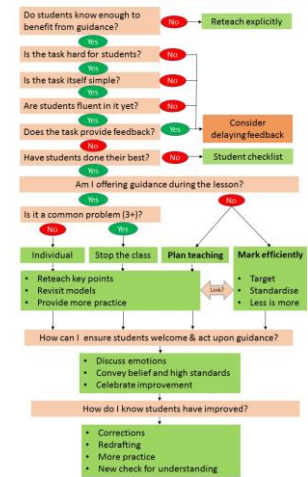 Do students know enough to
benefit from guidance?
No
Reteach explicitly
Yes
Is the task hard for students?
No
Yes
Is the task itself simple?
No
Yes
Are students fluent in it yet?
No
Yes
Does the task provide feedback?
Yes
Consider
delaying feedback
No
Have students done their best?
No
Student checklist
Yes
Am I offering guidance during the lesson?
Yes
No
Is it a common problem (3+)?
No
Yes
Individual
Stop the class
Plan teaching
Mark efficiently
• Reteach key points
• Revisit models
• Provide more practice
Link?
• Target
• Standardise
• Less is more
How can I ensure students welcome & act upon guidance?
• Discuss emotions
• Convey belief and high standards
• Celebrate improvement
How do I know students have improved?
• Corrections
• Redrafting
• More practice
• New check for understanding